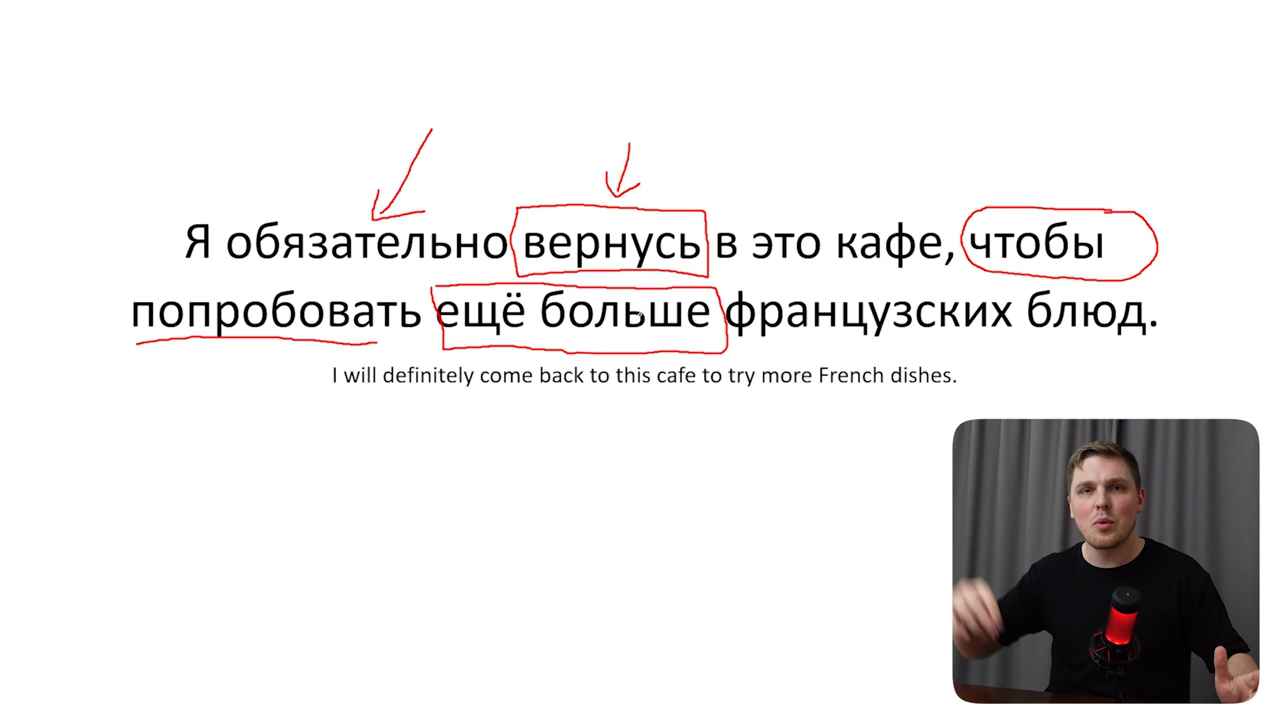 Я обязательно вернусь в это кафе, чтобы
попробовать ещё больше французских блюд.
I will definitely come back to this cafe to try more French dishes.